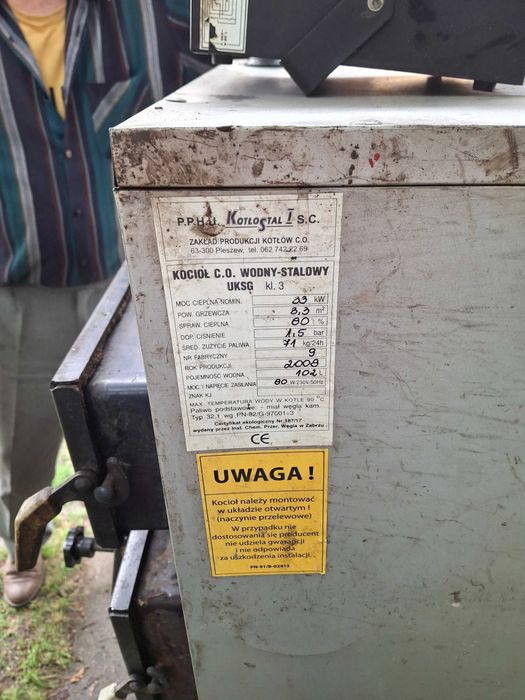 P.P.H.U. KOTŁOSTAL I S.C.
ZAKŁAD PRODUKCJI KOTŁÓW C.O.
63-300 Pleszew, tel. 062 742 22 69
KOCIOŁ C.O. WODNY-STALOWY
UKSG kl. 3
MOC CIEPLNA NOMIN. 33 kW
POW. GRZEWCZA 3,3 m²
SPRAW. CIEPLNA 80 %
DOP. CIŚNIENIE 1.5 bar
ŚRED. ZUŻYCIE PALIWA 71 kg/24h
NR FABRYCZNY 9
ROK PRODUKCJI 2008
POJEMNOŚĆ WODNA 102 L
MOC I NAPIĘCIE ZASILANIA 80 W/230V/50Hz
ZNAK KJ
MAX. TEMPERATURA WODY W KOTLE 90 °C
Paliwo podstawowe: - miał węgla kam.
Typ 32.1 wg PN-82/G-97001-3
Certyfikat ekologiczny Nr 187/17
wydany przez Inst. Chem. Przer. Węgla w Zabrzu
CE
UWAGA !
Kocioł należy montować
w układzie otwartym !
(naczynie przelewowe)
W przypadku nie
dostosowania się producent
nie udziela gwarancji
i nie odpowiada
za uszkodzenia instalacji.
PN-91/B-02413